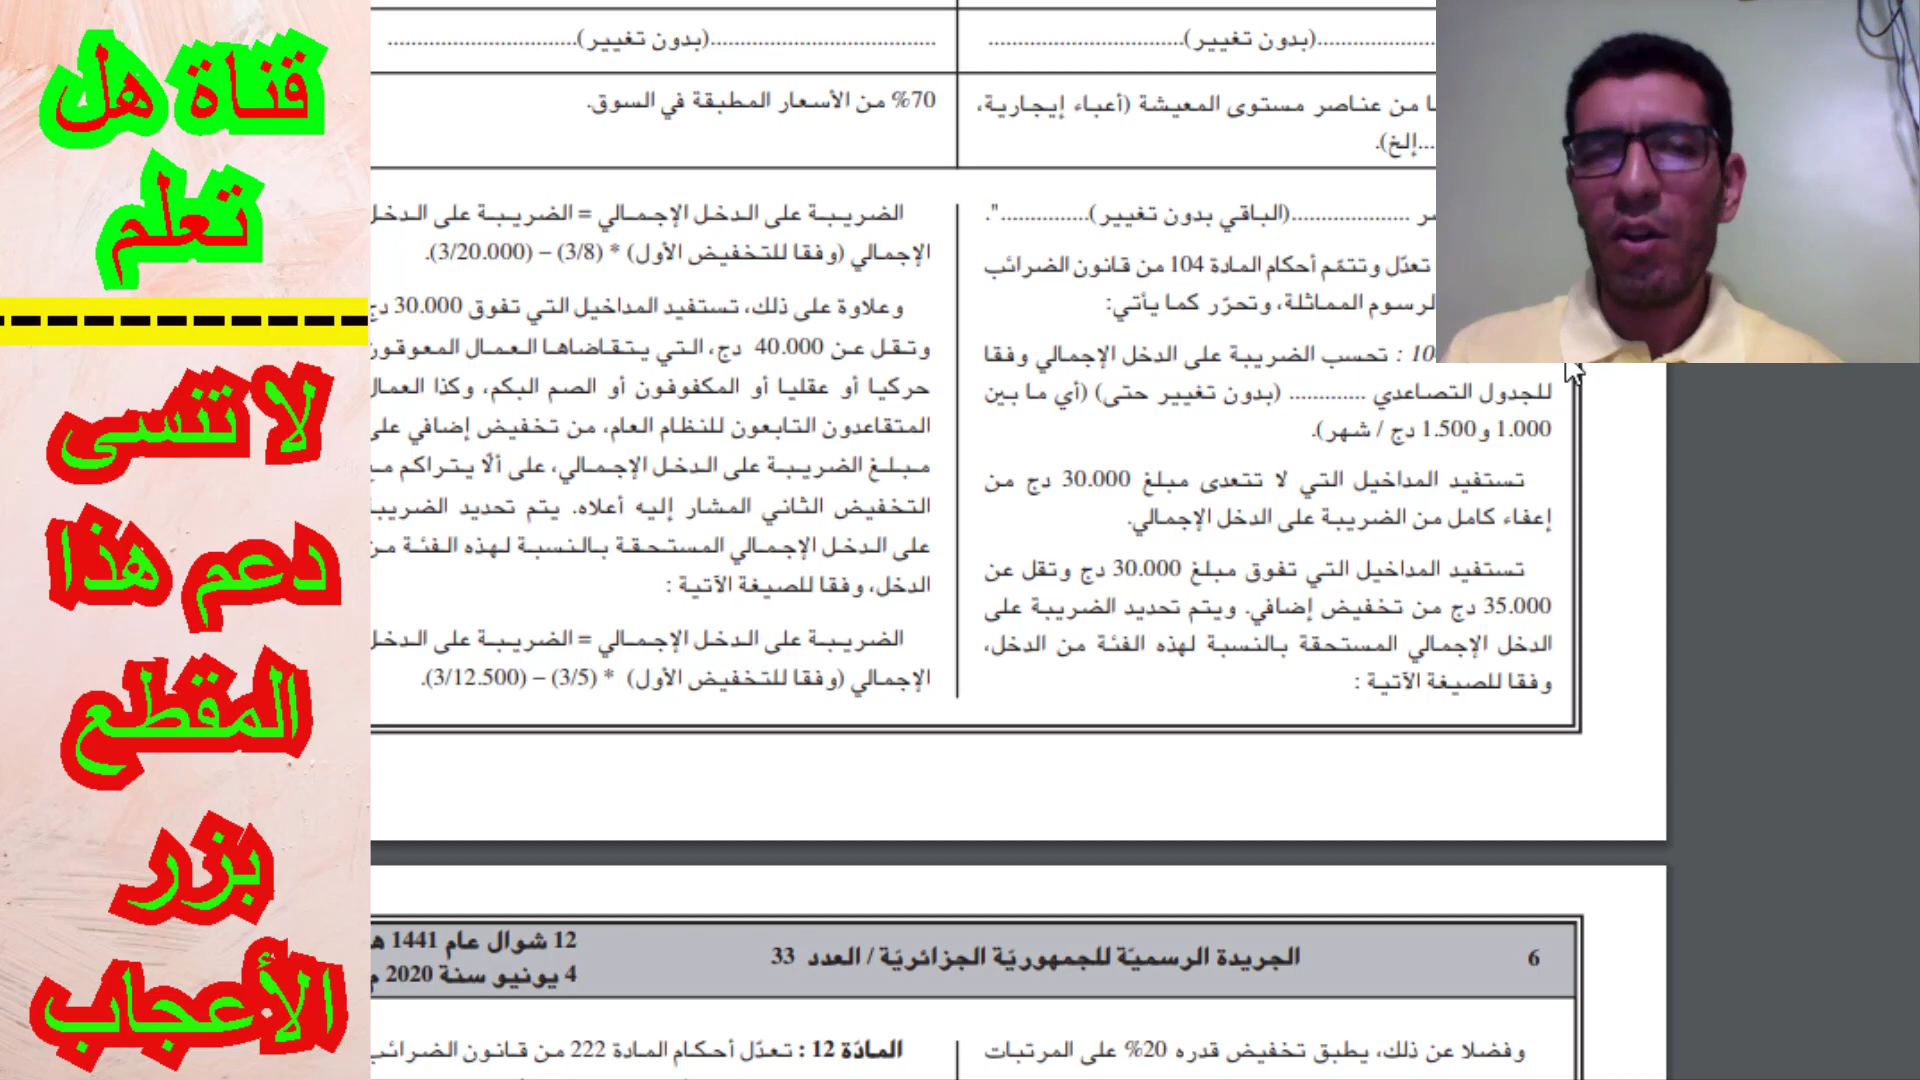 قناة هل
تعلم
لا تنسى
دعم هذا
المقطع
بزر
الأعجاب
....................................(بدون تغيير)................................
ـا من عناصر مستوى المعيشة (أعباء إيجارية،
...إلخ).
......................................(بدون تغيير)................................
70% من الأسعار المطبقة في السوق.
....................(الباقي بدون تغيير)...............".
تعدّل وتتمّم أحكام المادة 104 من قانون الضرائب
لرسوم المماثلة، وتحرّر كما يأتي:
: تحسب الضريبة على الدخل الإجمالي وفقا
للجدول التصاعدي ............. (بدون تغيير حتى) (أي ما بين
1.000 و1.500 دج / شهر).
تستفيد المداخيل التي لا تتعدى مبلغ 30.000 دج من
إعفاء كامل من الضريبة على الدخل الإجمالي.
تستفيد المداخيل التي تفوق مبلغ 30.000 دج وتقل عن
35.000 دج من تخفيض إضافي. ويتم تحديد الضريبة على
الدخل الإجمالي المستحقة بالنسبة لهذه الفئة من الدخل،
وفقا للصيغة الآتية :
الضريبة على الدخل الإجمالي = الضريبة على الدخل
الإجمالي (وفقا للتخفيض الأول) * (3/8) – (3/20.000).
وعلاوة على ذلك، تستفيد المداخيل التي تفوق 30.000 دج
وتقل عن 40.000 دج، التي يتقاضاها العمال المعوقون
حركيا أو عقليا أو المكفوفون أو الصم البكم، وكذا العمال
المتقاعدون التابعون للنظام العام، من تخفيض إضافي على
مبلغ الضريبة على الدخل الإجمالي، على ألّا يتراكم مع
التخفيض الثاني المشار إليه أعلاه. يتم تحديد الضريبة
على الدخل الإجمالي المستحقة بالنسبة لهذه الفئة من
الدخل، وفقا للصيغة الآتية :
الضريبة على الدخل الإجمالي = الضريبة على الدخل
الإجمالي (وفقا للتخفيض الأول) * (3/5) – (3/12.500).
6
الجريدة الرسميّة للجمهوريّة الجزائريّة / العدد 33
12 شوال عام 1441 هـ
4 يونيو سنة 2020 م
وفضلا عن ذلك، يطبق تخفيض قدره 20% على المرتبات
المادّة 12 : تعدّل أحكام المادة 222 من قانون الضرائب